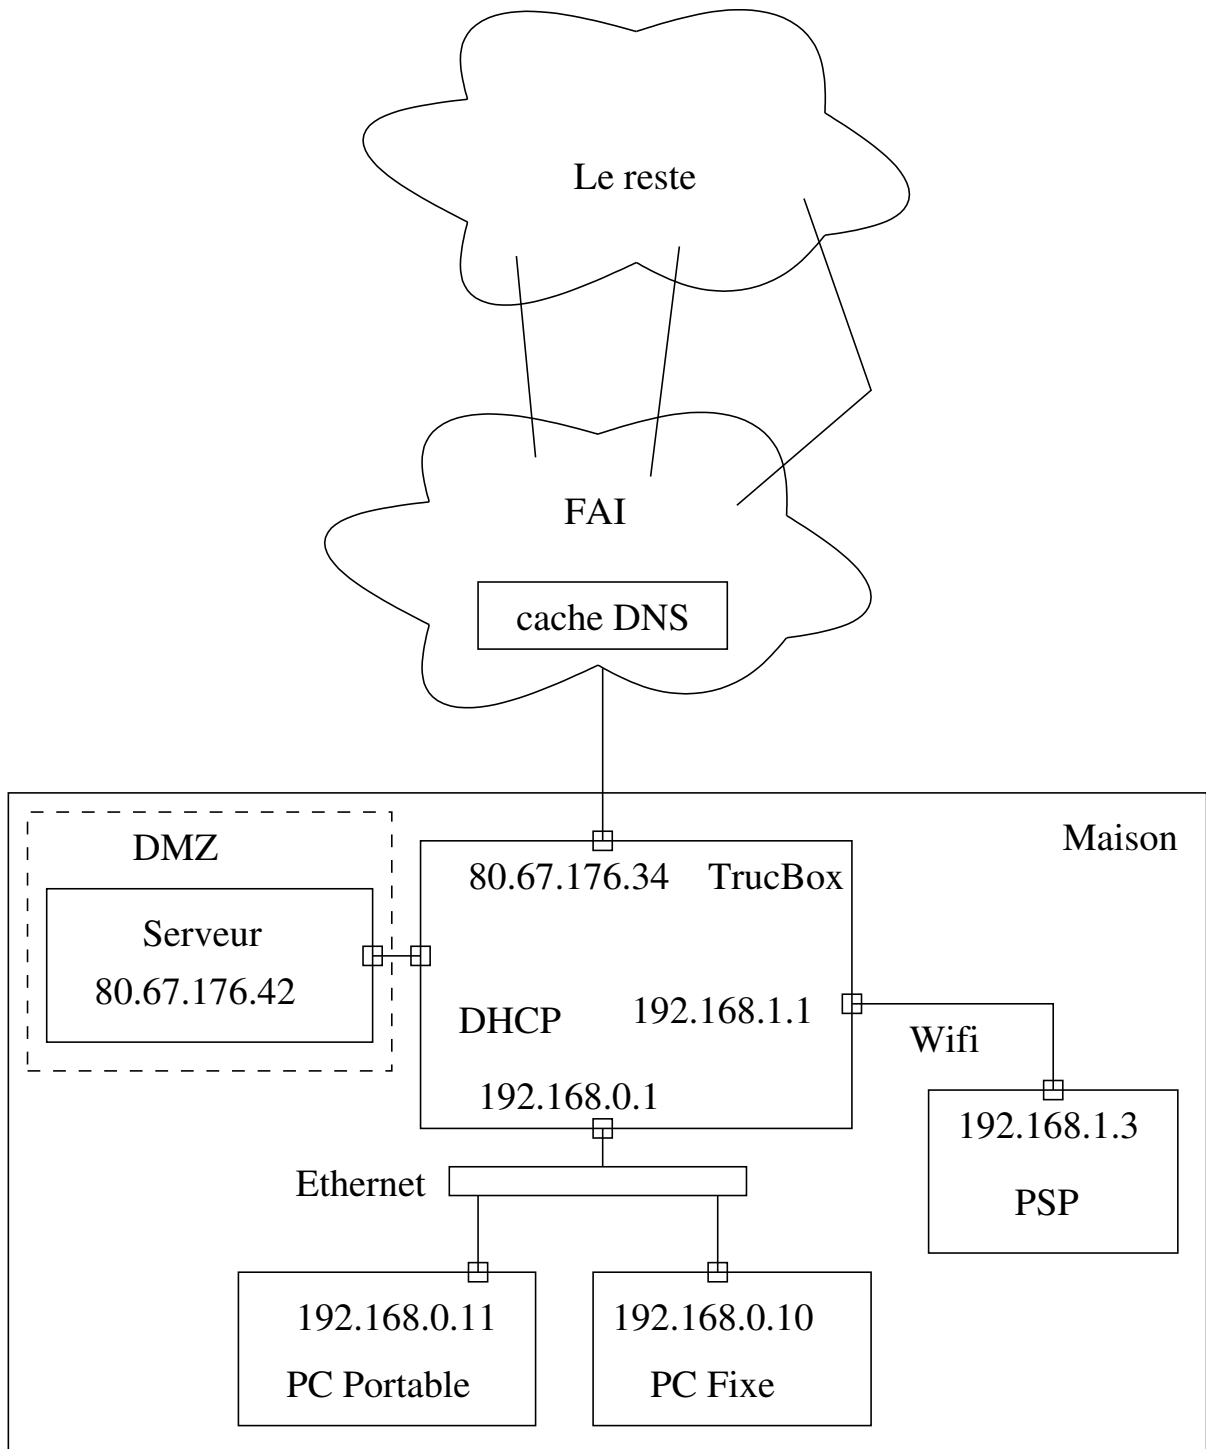 Le reste
FAI
cache DNS
Maison
DMZ
Serveur
80.67.176.42
80.67.176.34
TrucBox
DHCP
192.168.1.1
192.168.0.1
Wifi
192.168.1.3
PSP
Ethernet
192.168.0.11
PC Portable
192.168.0.10
PC Fixe